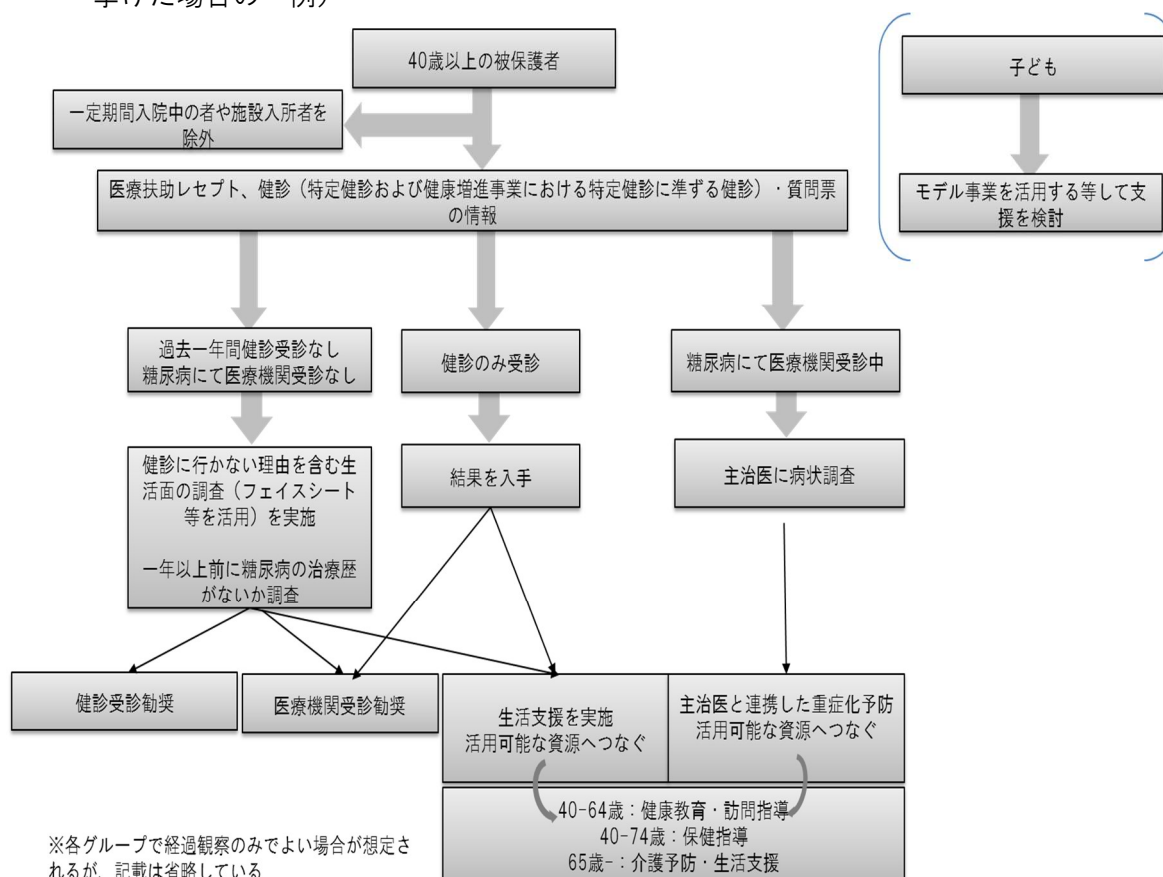 挙げた場合の一例)
40歳以上の被保護者
一定期間入院中の者や施設入所者を
除外
医療扶助レセプト、健診（特定健診および健康増進事業における特定健診に準ずる健診）・質問票
の情報
子ども
モデル事業を活用する等して支
援を検討
過去一年間健診受診なし
糖尿病にて医療機関受診なし
健診のみ受診
糖尿病にて医療機関受診中
健診に行かない理由を含む生
活面の調査（フェイスシート
等を活用）を実施
一年以上前に糖尿病の治療歴
がないか調査
結果を入手
主治医に病状調査
健診受診勧奨
医療機関受診勧奨
生活支援を実施
活用可能な資源へつなぐ
主治医と連携した重症化予防
活用可能な資源へつなぐ
40-64歳：健康教育・訪問指導
40-74歳：保健指導
65歳-：介護予防・生活支援
※各グループで経過観察のみでよい場合が想定さ
れるが、記載は省略している